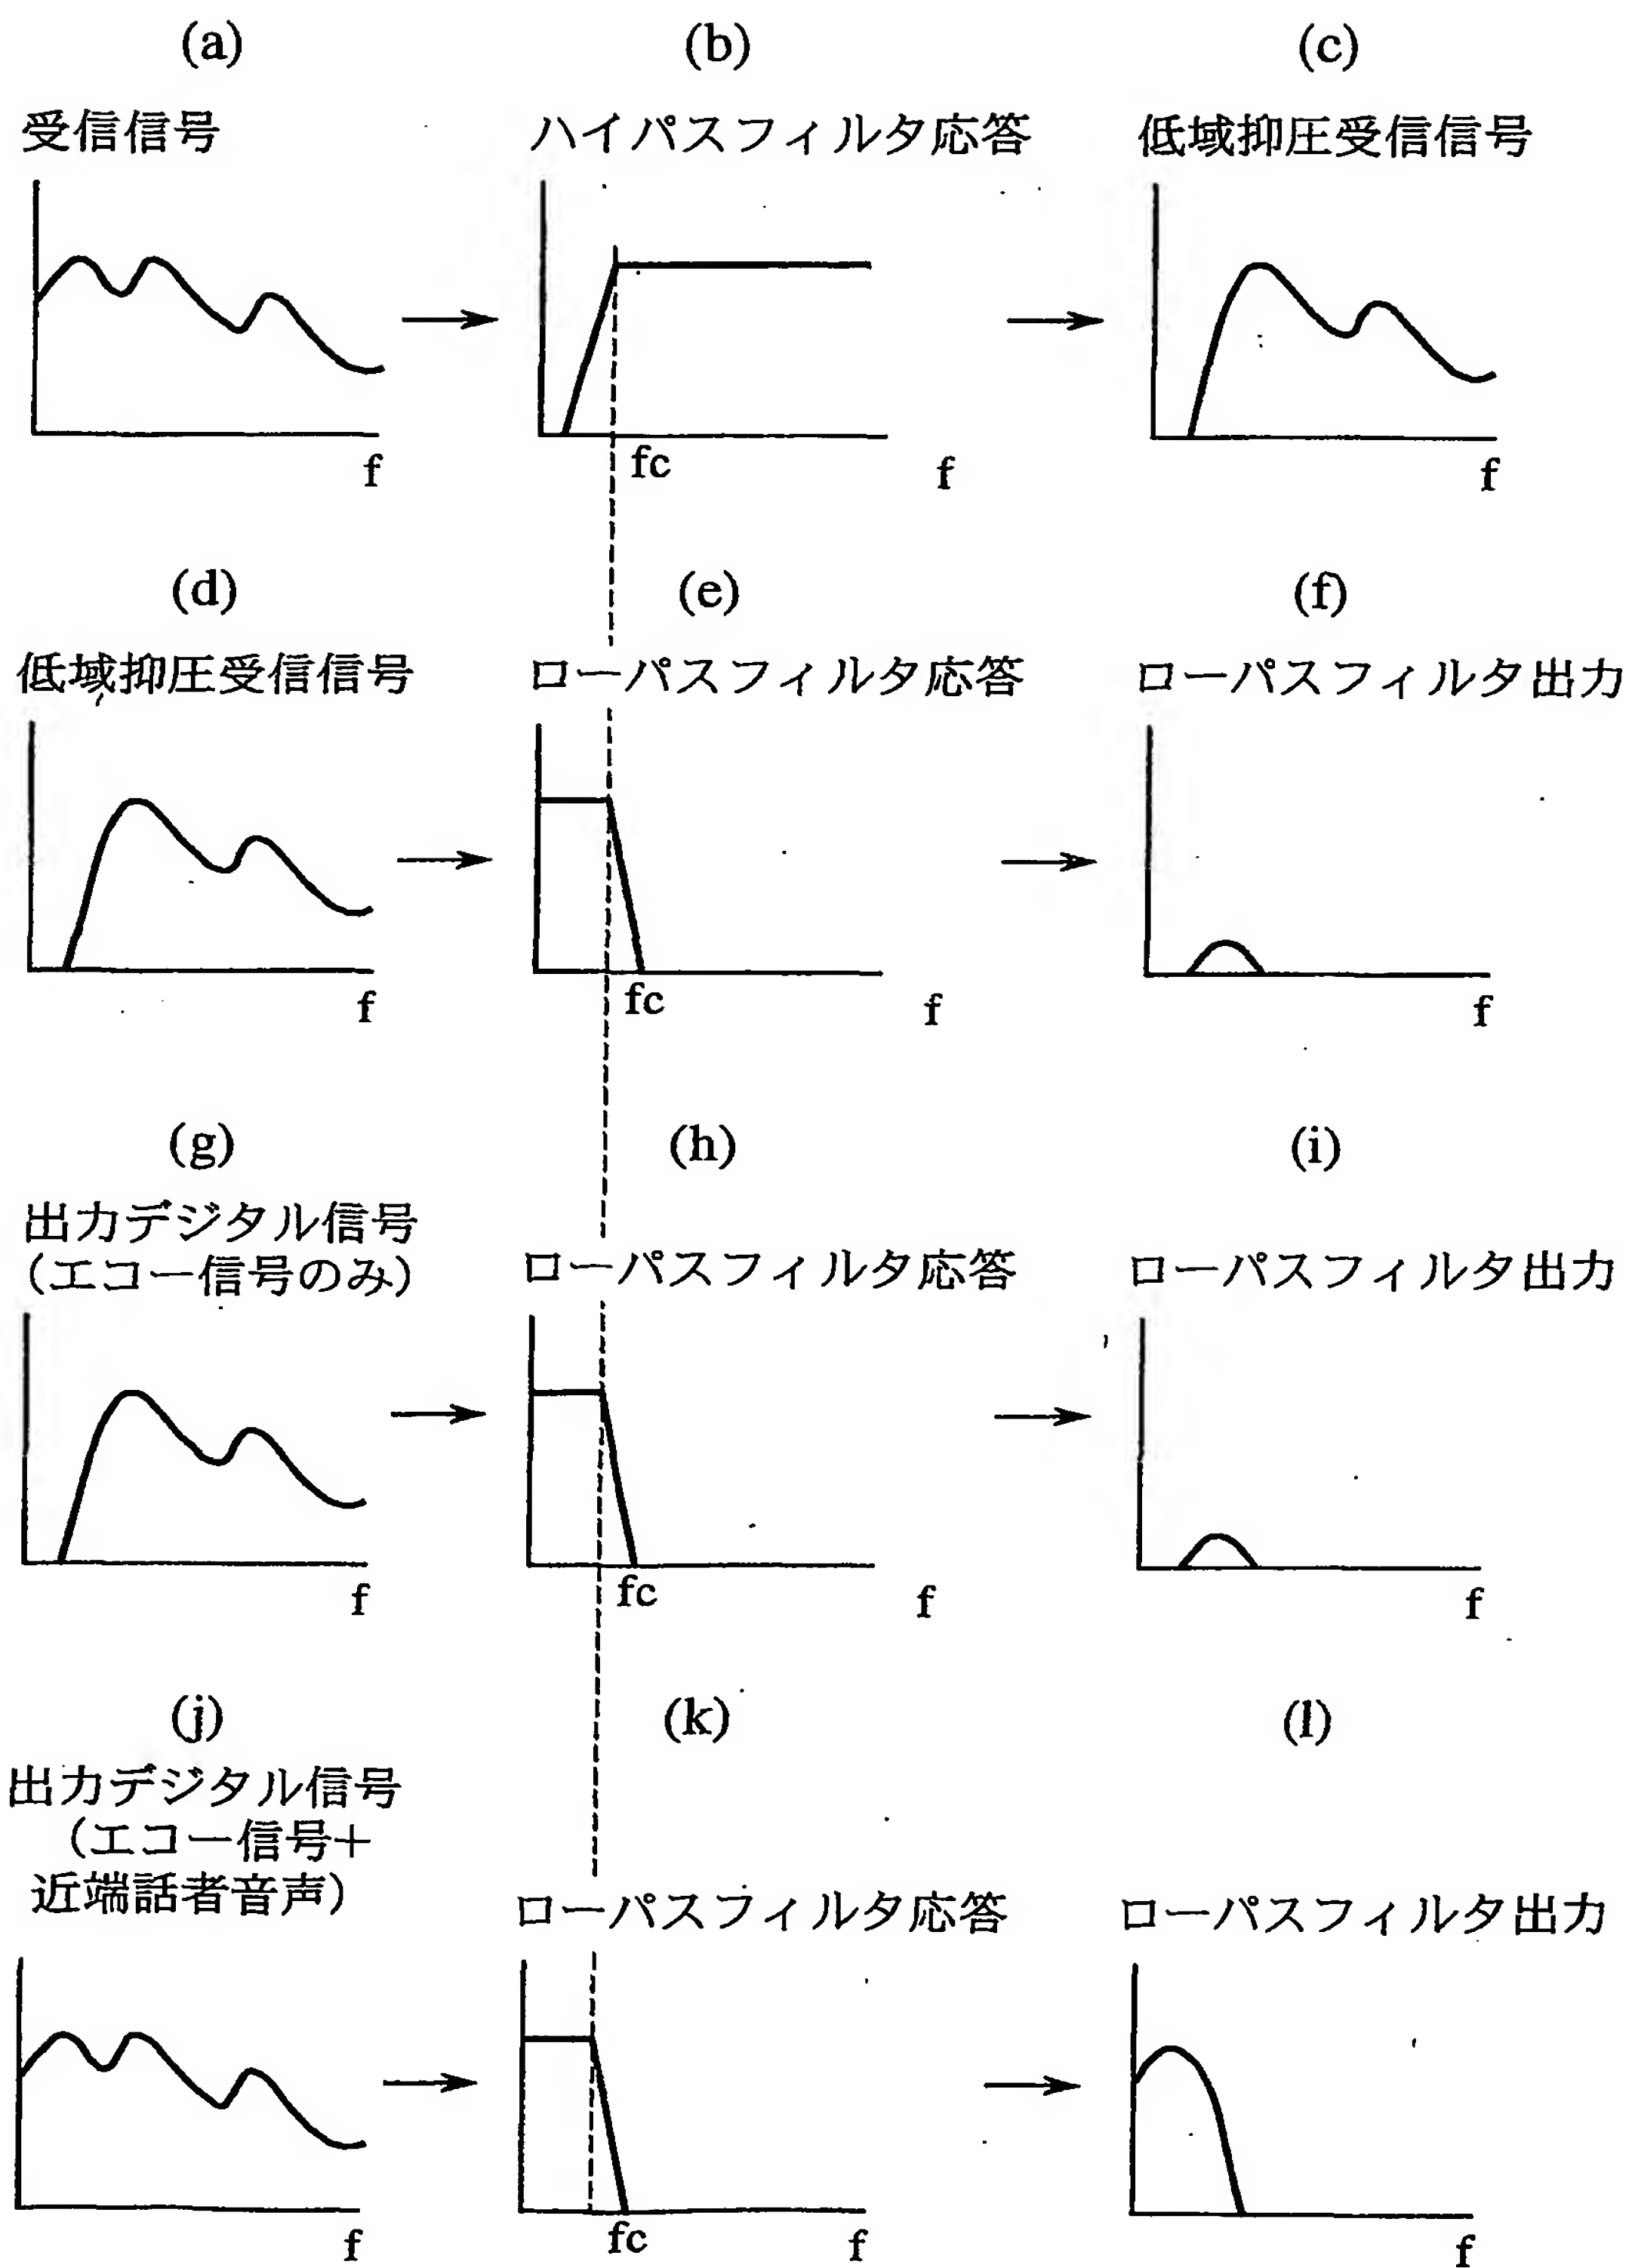 (a)
(b)
(c)
受信信号
ハイパスフィルタ応答
低域抑圧受信信号
f
fc
f
f
(d)
(e)
(f)
低域抑圧受信信号
ローパスフィルタ応答
ローパスフィルタ出力
f
fc
f
f
(g)
(h)
(i)
出力デジタル信号
(エコー信号のみ)
ローパスフィルタ応答
ローパスフィルタ出力
f
fc
f
f
(j)
(k)
(l)
出力デジタル信号
(エコー信号+
近端話者音声)
ローパスフィルタ応答
ローパスフィルタ出力
f
fc
f
f